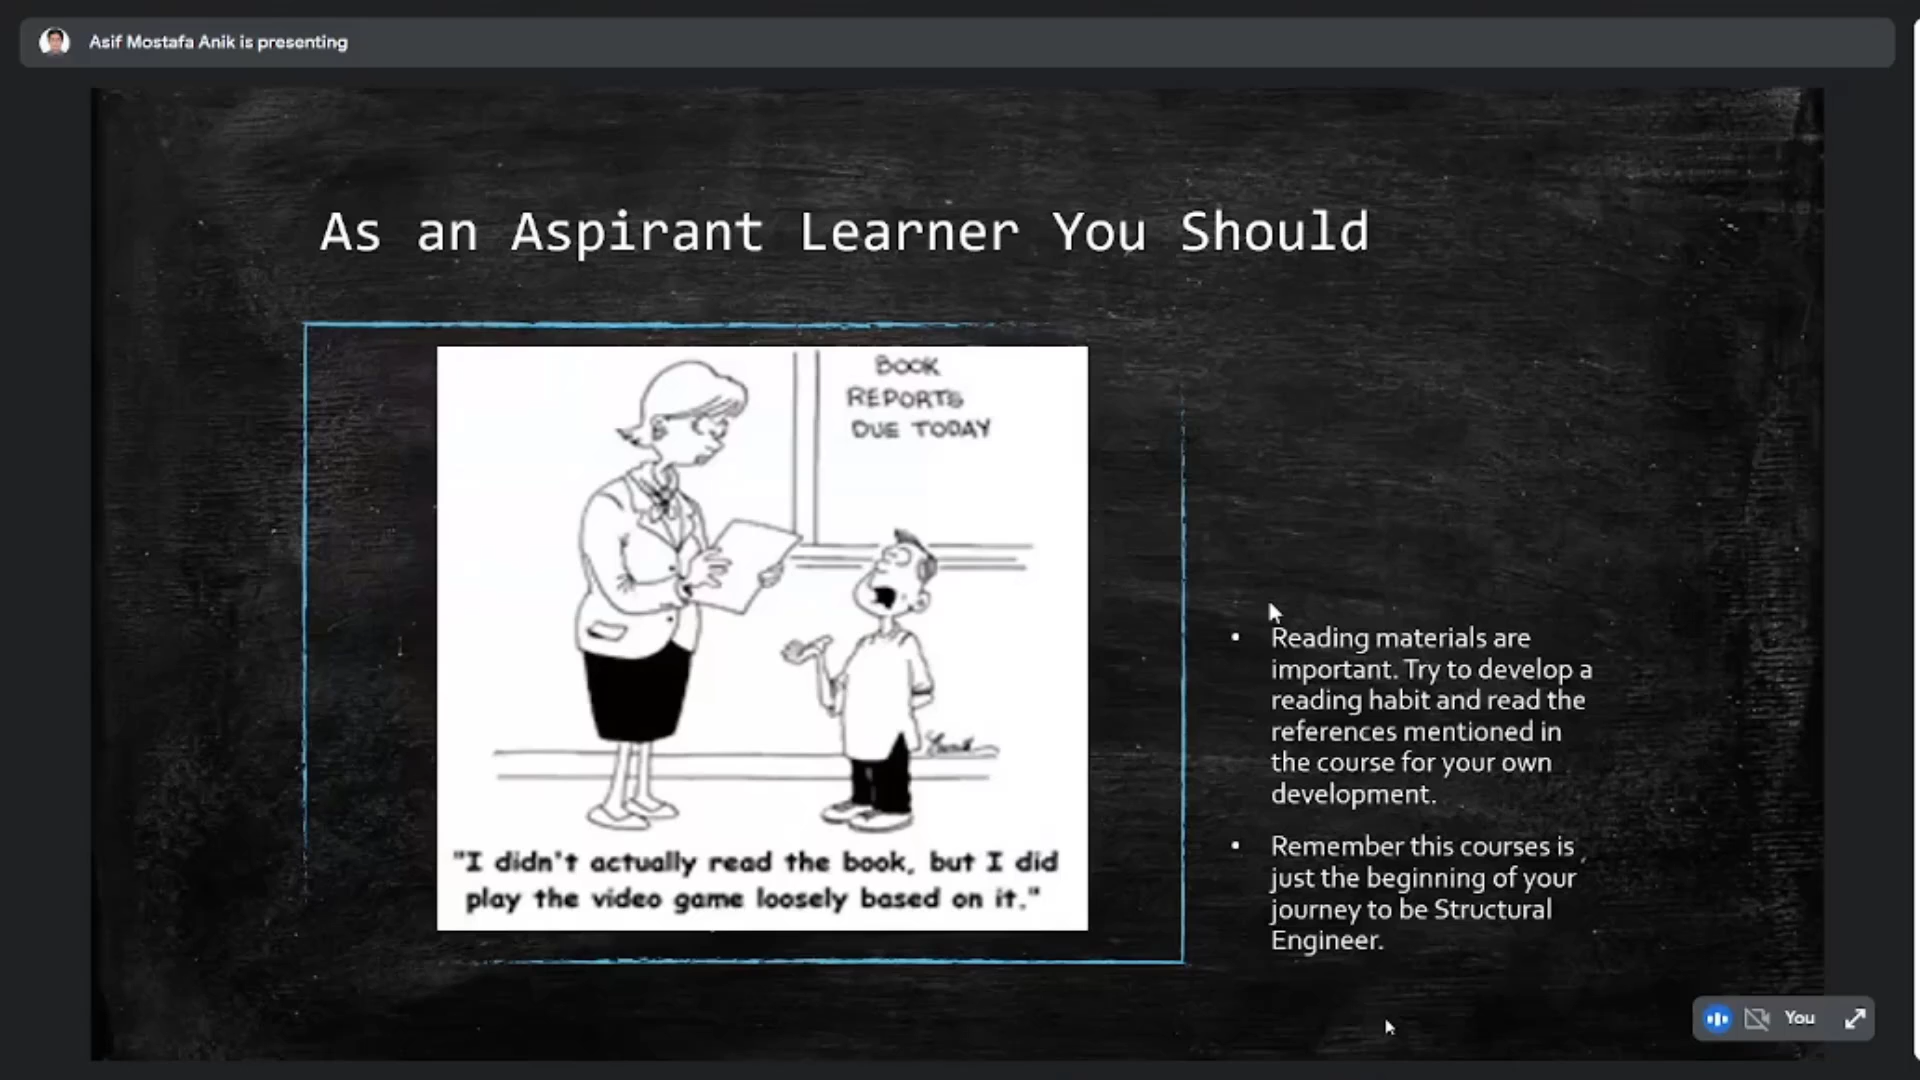 Asif Mostafa Anik is presenting
As an Aspirant Learner You Should
BOOK
REPORTS
DUE TODAY
"I didn't actually read the book, but I did
play the video game loosely based on it."
• Reading materials are
important. Try to develop a
reading habit and read the
references mentioned in
the course for your own
development.
• Remember this courses is
just the beginning of your
journey to be Structural
Engineer.
You